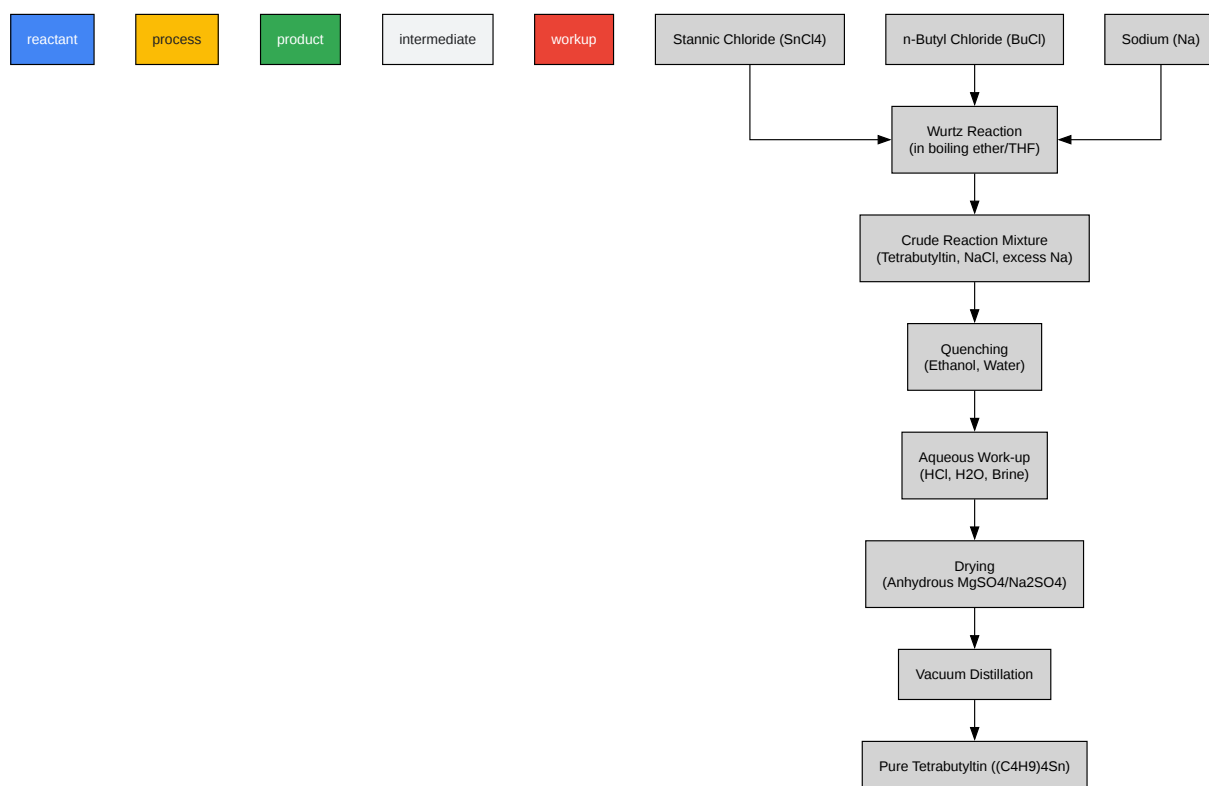 reactant
process
product
intermediate
workup
Stannic Chloride (SnCl4)
n-Butyl Chloride (BuCl)
Sodium (Na)
Wurtz Reaction
(in boiling ether/THF)
Crude Reaction Mixture
(Tetrabutyltin, NaCl, excess Na)
Quenching
(Ethanol, Water)
Aqueous Work-up
(HCl, H2O, Brine)
Drying
(Anhydrous MgSO4/Na2SO4)
Vacuum Distillation
Pure Tetrabutyltin ((C4H9)4Sn)